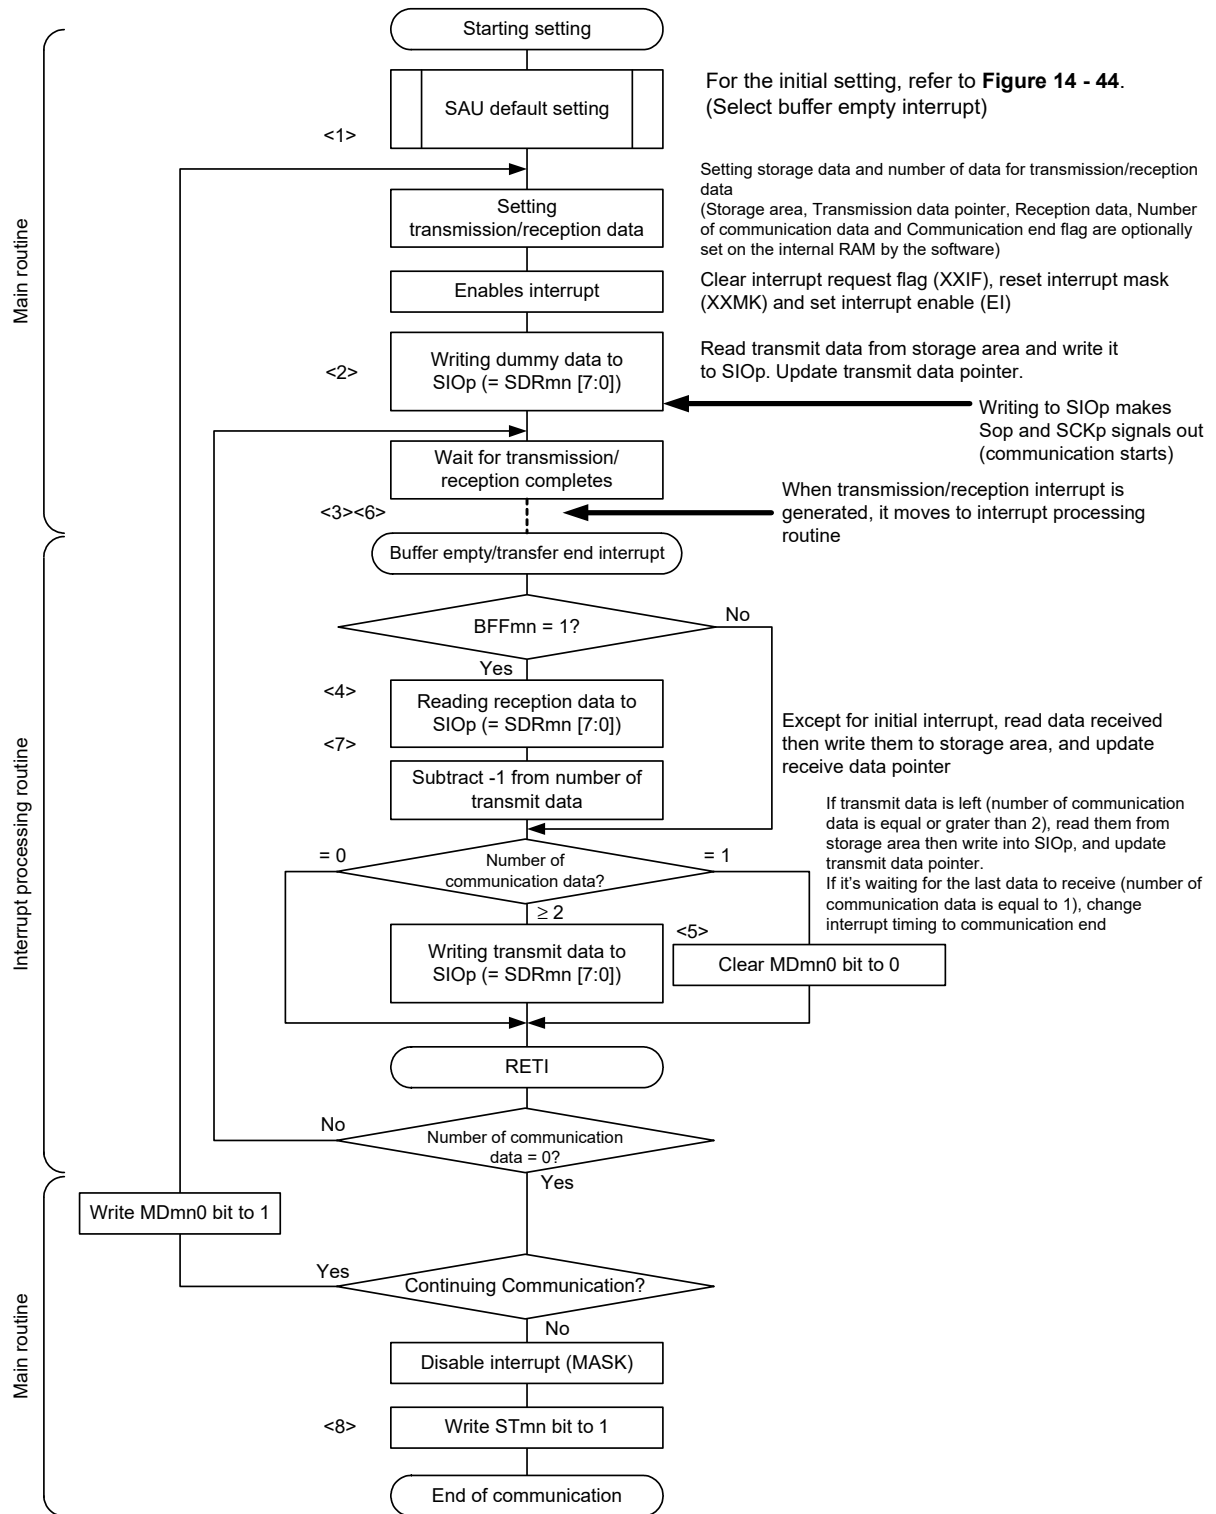 Starting setting
SAU default setting
For the initial setting, refer to Figure 14 - 44.
(Select buffer empty interrupt)
<1>
Setting
transmission/reception data
Setting storage data and number of data for transmission/reception
data
(Storage area, Transmission data pointer, Reception data, Number
of communication data and Communication end flag are optionally
set on the internal RAM by the software)
Main routine
Enables interrupt
Clear interrupt request flag (XXIF), reset interrupt mask
(XXMK) and set interrupt enable (EI)
<2>
Writing dummy data to
SIOp (= SDRmn [7:0])
Read transmit data from storage area and write it
to SIOp. Update transmit data pointer.
Writing to SIOp makes
Sop and SCKp signals out
(communication starts)
Wait for transmission/
reception completes
<3><6>
When transmission/reception interrupt is
generated, it moves to interrupt processing
routine
Buffer empty/transfer end interrupt
BFFmn = 1?
No
Yes
<4>
Reading reception data to
SIOp (= SDRmn [7:0])
<7>
Except for initial interrupt, read data received
then write them to storage area, and update
receive data pointer
Subtract -1 from number of
transmit data
Interrupt processing routine
If transmit data is left (number of communication
data is equal or grater than 2), read them from
storage area then write into SIOp, and update
transmit data pointer.
If it's waiting for the last data to receive (number of
communication data is equal to 1), change
interrupt timing to communication end
= 0
Number of
communication data?
= 1
≥ 2
<5>
Writing transmit data to
SIOp (= SDRmn [7:0])
Clear MDmn0 bit to 0
RETI
No
Number of communication
data = 0?
Yes
Write MDmn0 bit to 1
Yes
Continuing Communication?
No
Main routine
Disable interrupt (MASK)
<8>
Write STmn bit to 1
End of communication